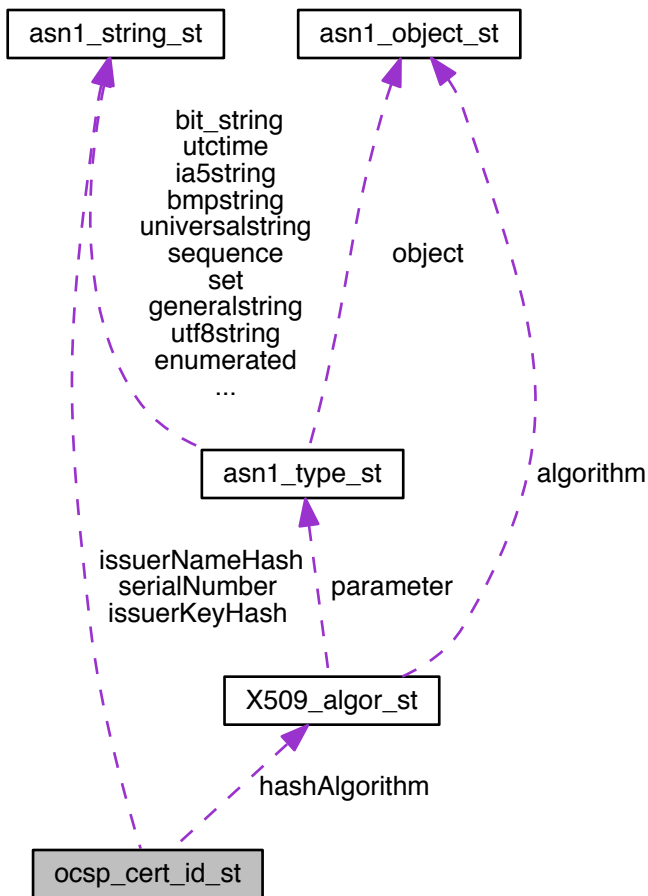 asn1_string_st
asn1_object_st
bit_string
utctime
ia5string
bmpstring
universalstring
sequence
set
generalstring
utf8string
enumerated
...
object
asn1_type_st
algorithm
issuerNameHash
serialNumber
issuerKeyHash
parameter
X509_algor_st
hashAlgorithm
ocsp_cert_id_st